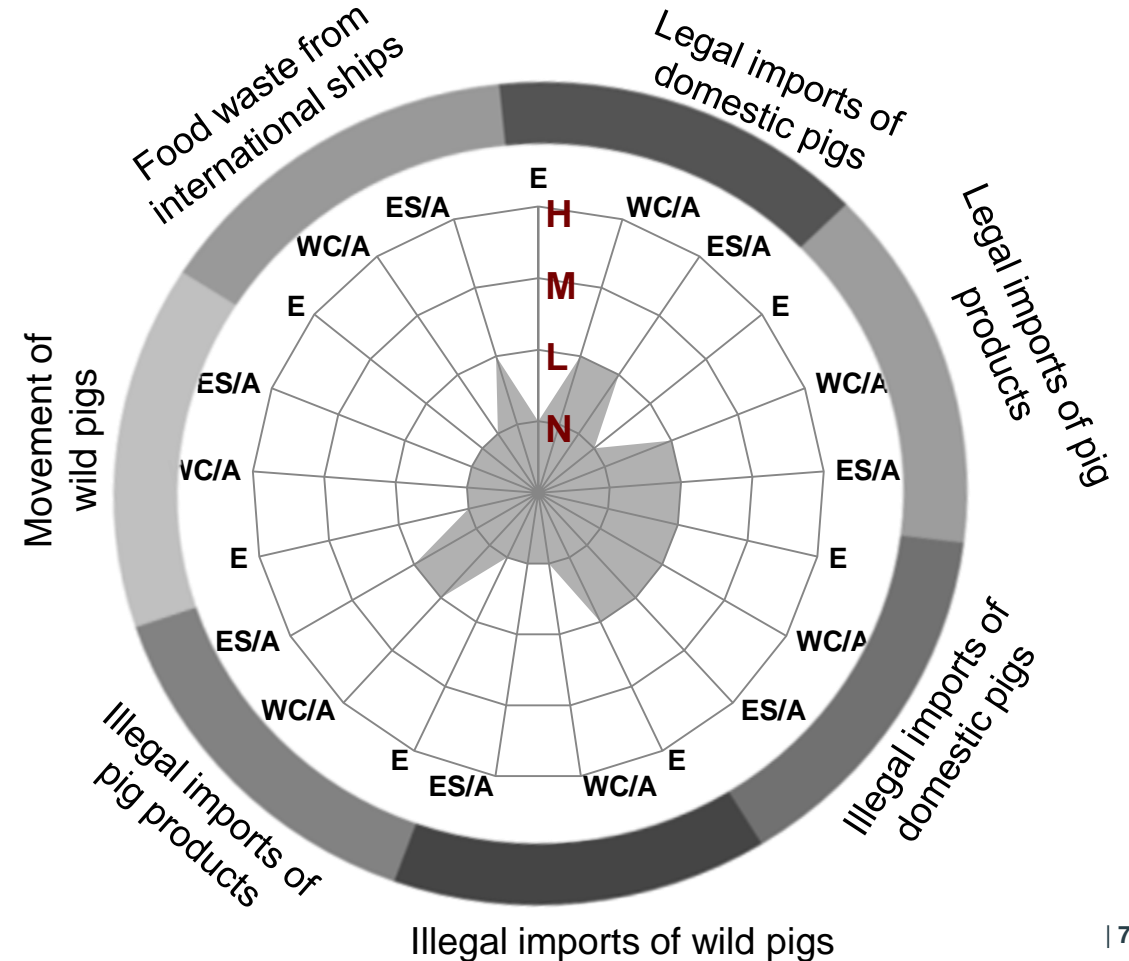 Food waste from
international ships
Legal imports of
domestic pigs
Legal imports of pig
products
Illegal imports of
domestic pigs
Illegal imports of wild pigs
Illegal imports of
pig products
Movement of
wild pigs
E
WC/A
ES/A
E
WC/A
ES/A
E
WC/A
ES/A
E
WC/A
ES/A
E
WC/A
ES/A
E
WC/A
ES/A
E
WC/A
ES/A
H
M
L
N
| 7